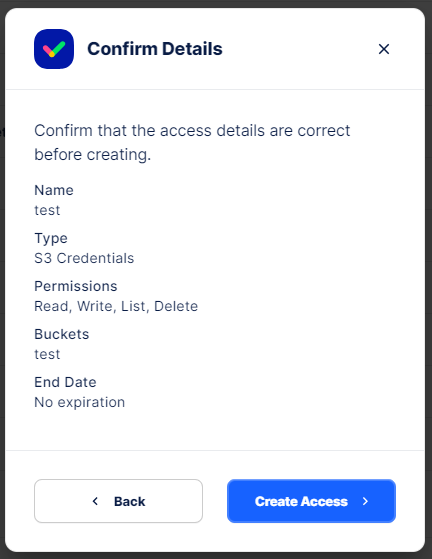 Confirm Details
Confirm that the access details are correct
before creating.
Name
test
Type
S3 Credentials
Permissions
Read, Write, List, Delete
Buckets
test
End Date
No expiration
Back
Create Access